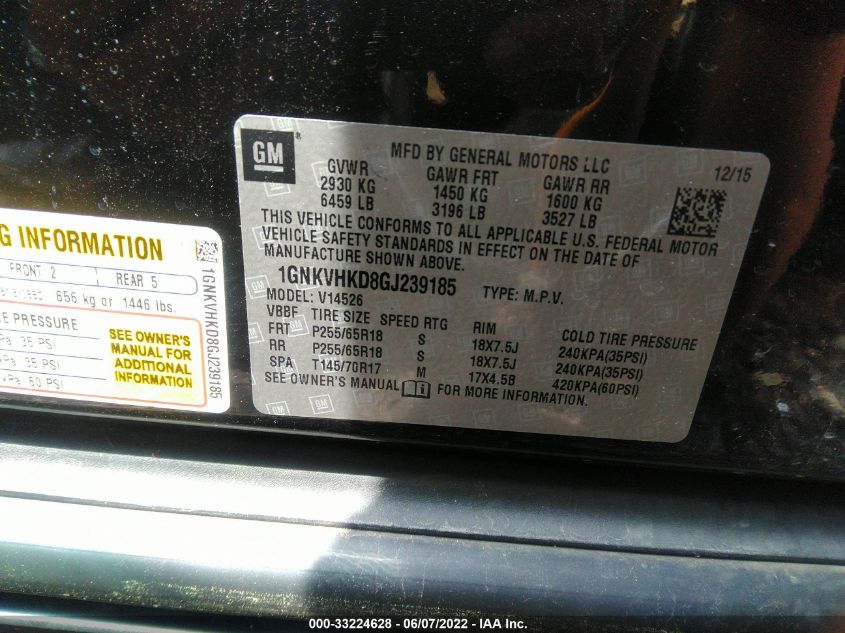 G INFORMATION
FRONT 2 REAR 5
656 kg or 1446 lbs.
E PRESSURE
35 PSI
35 PSI
60 PSI
SEE OWNER'S
MANUAL FOR
ADDITIONAL
INFORMATION
1GNKVHKD8GJ239185
GM
MFD BY GENERAL MOTORS LLC
12/15
GVWR GAWR FRT GAWR RR
2930 KG 1450 KG 1600 KG
6459 LB 3196 LB 3527 LB
THIS VEHICLE CONFORMS TO ALL APPLICABLE U.S. FEDERAL MOTOR
VEHICLE SAFETY STANDARDS IN EFFECT ON THE DATE OF
MANUFACTURE SHOWN ABOVE.
1GNKVHKD8GJ239185 TYPE: M.P.V.
MODEL: V14526
VBBF TIRE SIZE SPEED RTG RIM COLD TIRE PRESSURE
FRT P255/65R18 S 18X7.5J 240KPA(35PSI)
RR P255/65R18 S 18X7.5J 240KPA(35PSI)
SPA T145/70R17 M 17X4.5B 420KPA(60PSI)
SEE OWNER'S MANUAL FOR MORE INFORMATION.
000-33224628 - 06/07/2022 - IAA Inc.